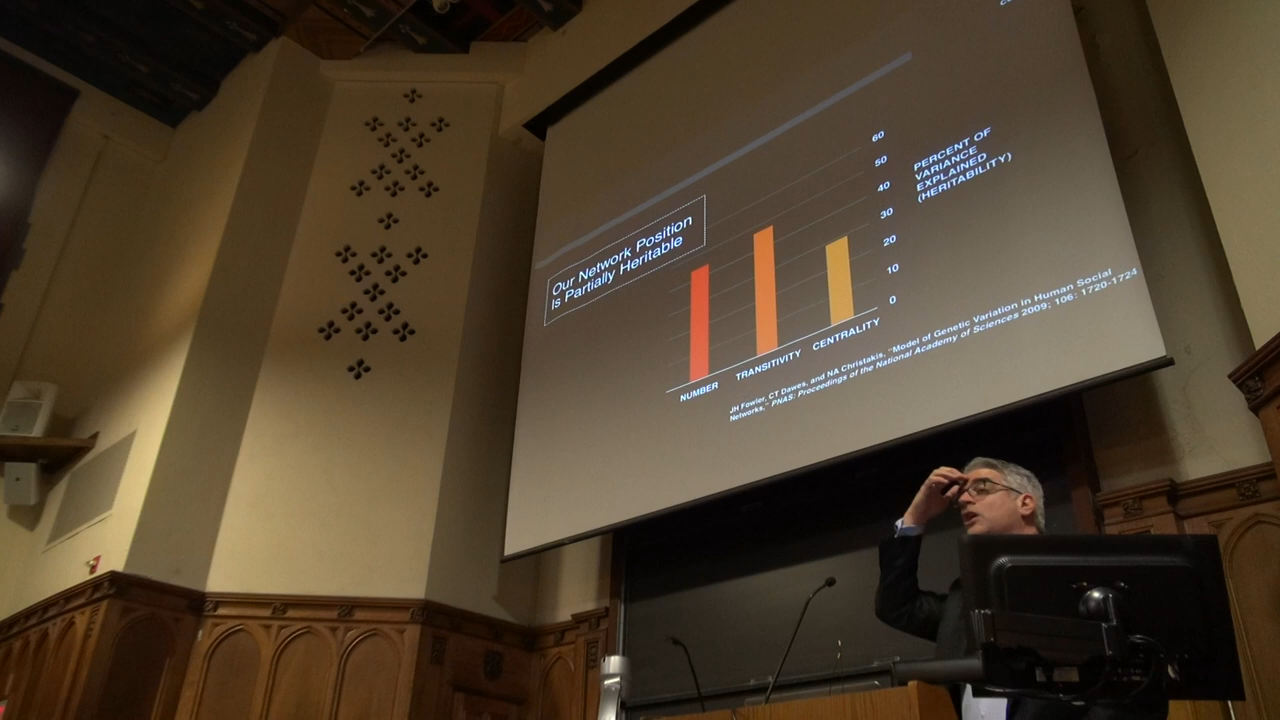 Our Network Position
Is Partially Heritable
60
50
40
30
20
10
0
PERCENT OF
VARIANCE
EXPLAINED
(HERITABILITY)
NUMBER
TRANSITIVITY
CENTRALITY
JH Fowler, CT Dawes, and NA Christakis, "Model of Genetic Variation in Human Social
Networks," PNAS: Proceedings of the National Academy of Sciences 2009; 106: 1720-1724